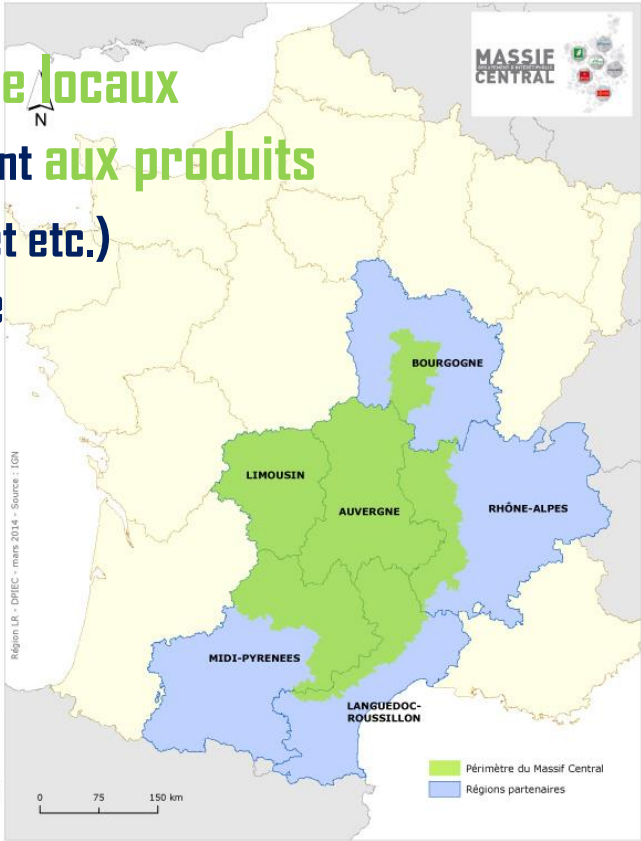 e locaux
nt aux produits
et etc.)
e
N
MASSIF
CENTRAL
BOURGOGNE
LIMOUSIN
AUVERGNE
RHÔNE-ALPES
MIDI-PYRENEES
LANGUEDOC-
ROUSSILLON
Région LR - DPIEC - mars 2014 - Source : IGN
Périmètre du Massif Central
Régions partenaires
0 75 150 km